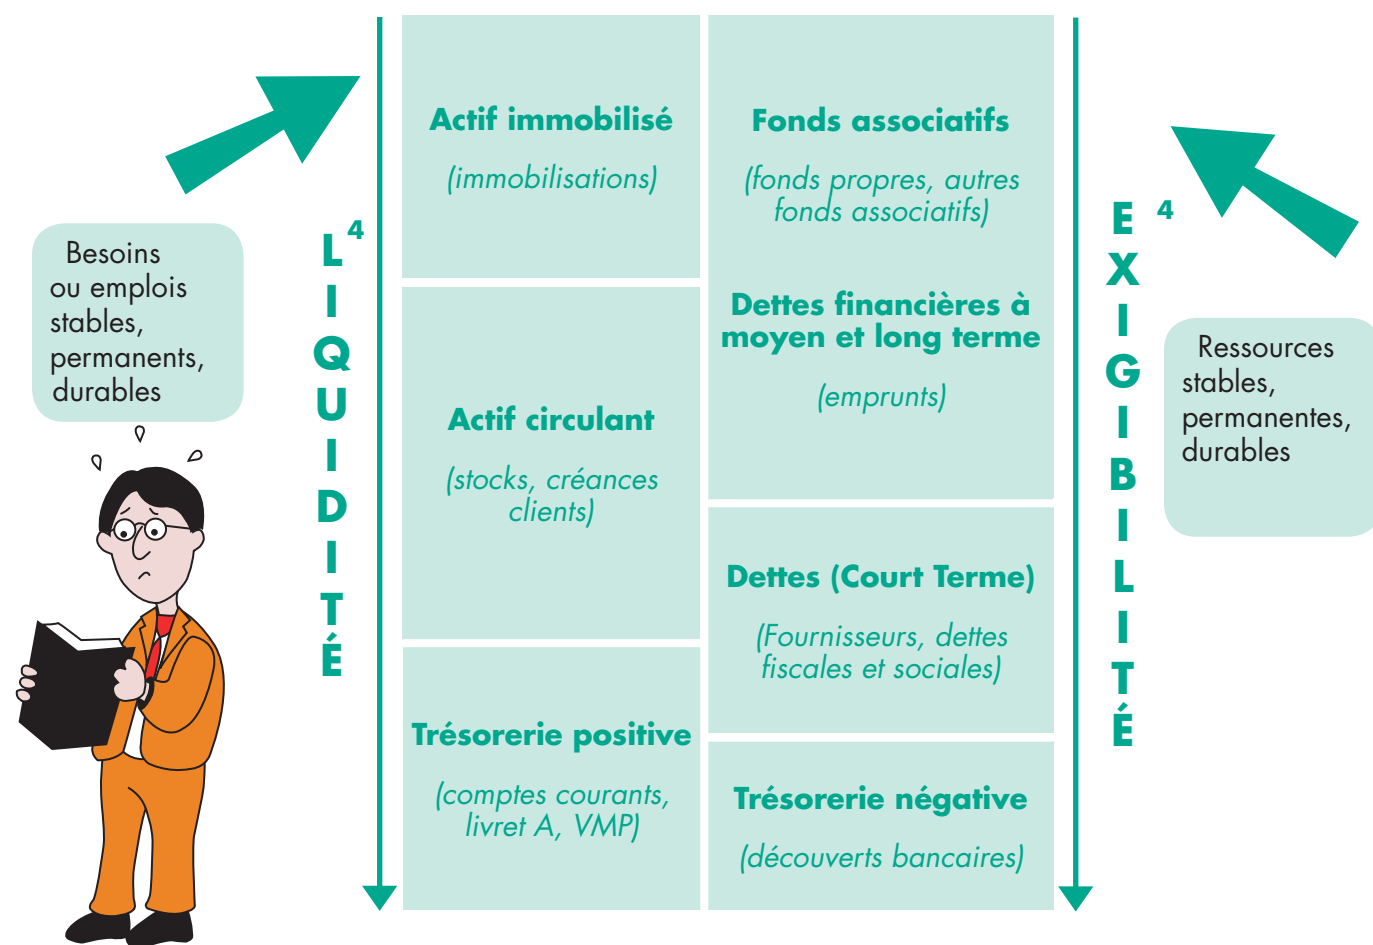 Besoins
ou emplois
stables,
permanents,
durables
LIQUIDITÉ 4
Actif immobilisé
(immobilisations)
Actif circulant
(stocks, créances
clients)
Trésorerie positive
(comptes courants,
livret A, VMP)
Fonds associatifs
(fonds propres, autres
fonds associatifs)
Dettes financières à
moyen et long terme
(emprunts)
Dettes (Court Terme)
(Fournisseurs, dettes
fiscales et sociales)
Trésorerie négative
(découverts bancaires)
EXIGIBILITÉ 4
Ressources
stables,
permanentes,
durables